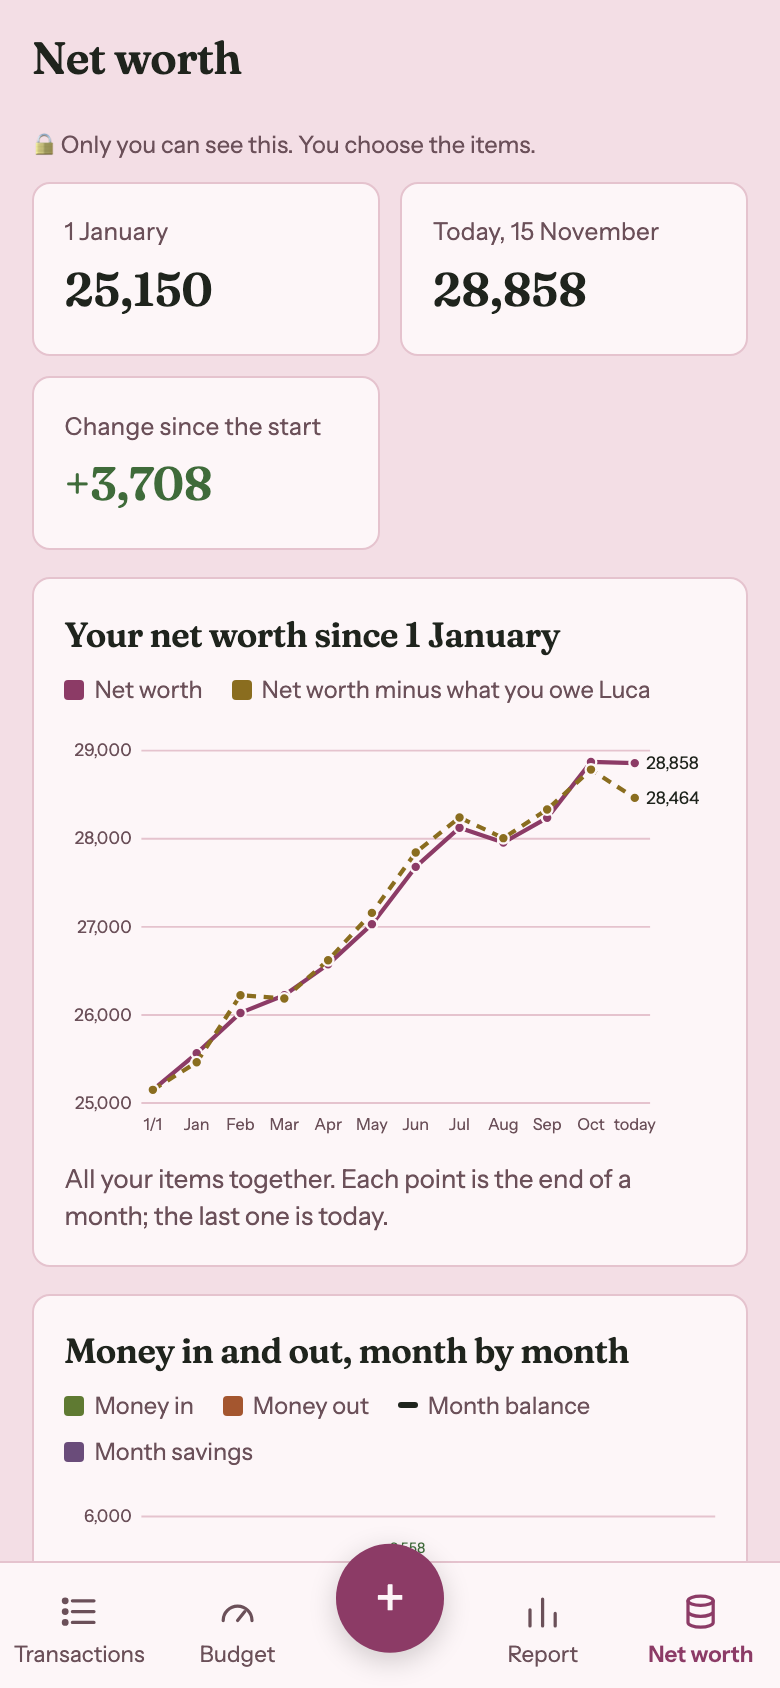 Net worth
Only you can see this. You choose the items.
1 January
25,150
Today, 15 November
28,858
Change since the start
+3,708
Your net worth since 1 January
Net worth
Net worth minus what you owe Luca
29,000
28,000
27,000
26,000
25,000
28,858
28,464
1/1 Jan Feb Mar Apr May Jun Jul Aug Sep Oct today
All your items together. Each point is the end of a
month; the last one is today.
Money in and out, month by month
Money in
Money out
Month balance
Month savings
6,000
Transactions
Budget
+
Report
Net worth